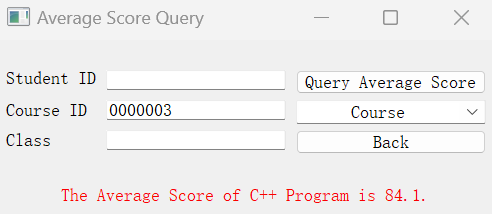 Average Score Query
Student ID
Query Average Score
Course ID 0000003
Course
Class
Back
The Average Score of C++ Program is 84.1.